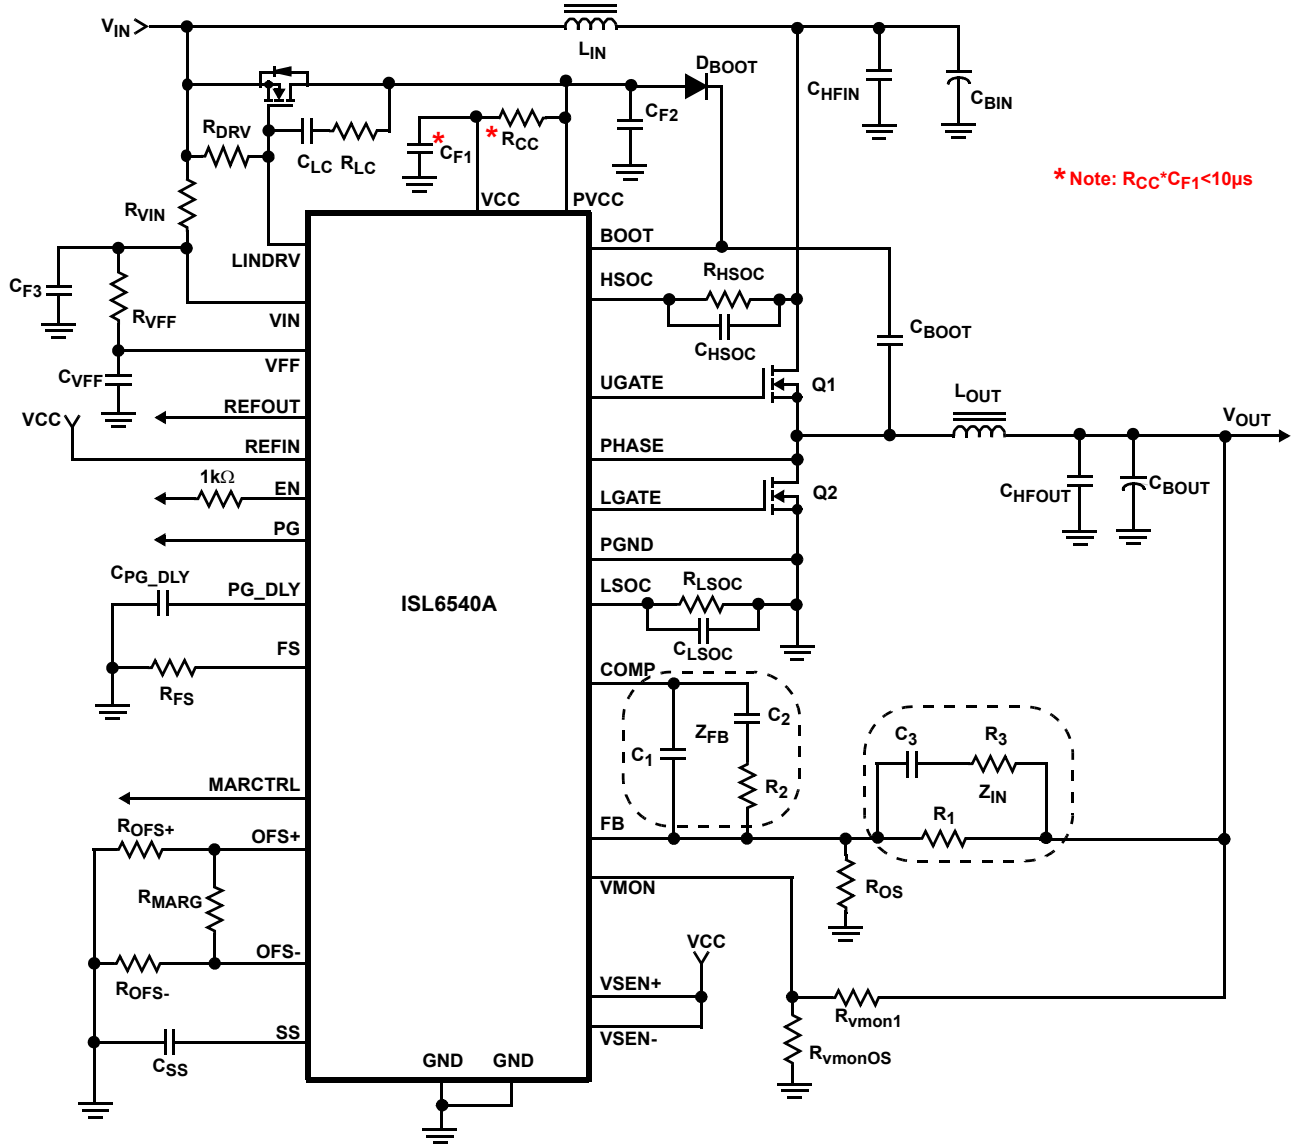 VIN
LIN
DBOOT
CHFIN
CBIN
RDRV
CLC
RLC
*
CF1
*
RCC
CF2
* Note: RCC*CF1<10µs
RVIN
VCC
PVCC
LINDRV
BOOT
CF3
RVFF
VIN
HSOC
RHSOC
CHSOC
CBOOT
CVFF
VFF
UGATE
Q1
LOUT
VOUT
VCC
REFOUT
REFIN
PHASE
1kΩ
EN
LGATE
Q2
CHFOUT
CBOUT
PG
PGND
CPG_DLY
PG_DLY
ISL6540A
LSOC
RLSOC
CLSOC
FS
RFS
COMP
C1
ZFB
C2
R2
C3
R3
ZIN
R1
MARCTRL
FB
ROFS+
OFS+
RMARG
VMON
ROS
OFS-
ROFS-
VCC
VSEN+
VSEN-
Rvmon1
RvmonOS
SS
CSS
GND
GND